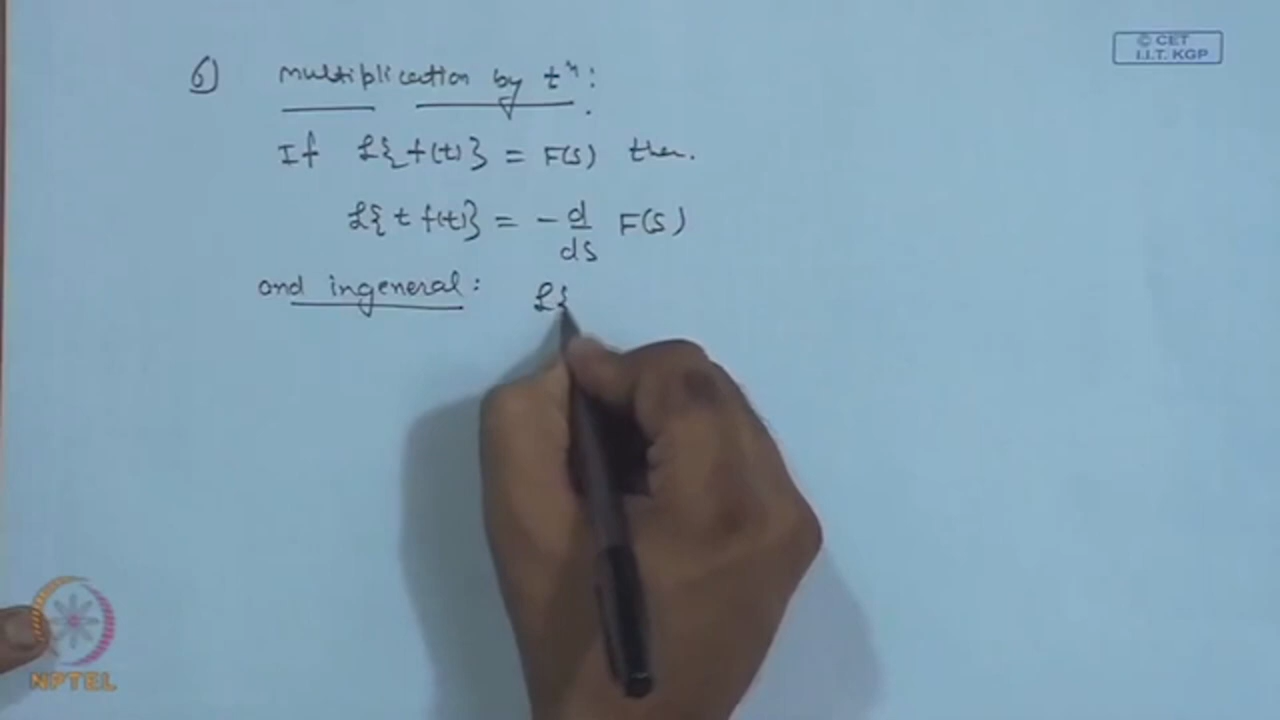 © CET
I.I.T. KGP
6) multiplication by tⁿ:
If ℒ{f(t)} = F(s) then.
ℒ{t f(t)} = -d/ds F(s)
and ingeneral: ℒ{
NPTEL